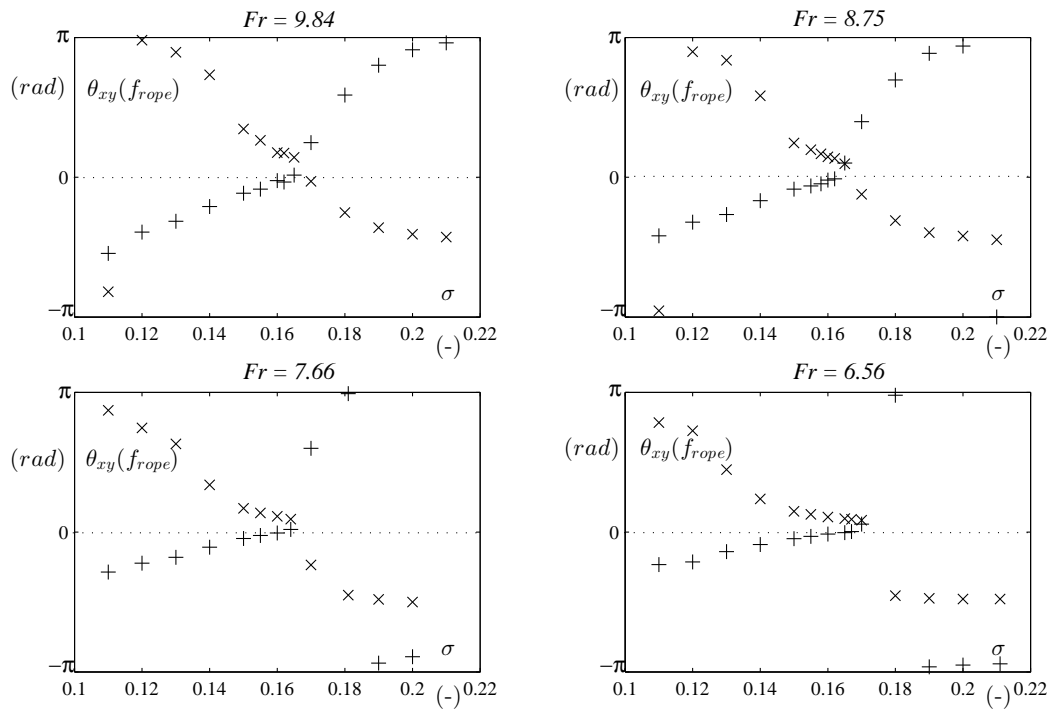 Fr = 9.84
π
(rad) θxy(frope)
0
−π
σ
0.1 0.12 0.14 0.16 0.18 0.2 0.22
(-)
Fr = 8.75
π
(rad) θxy(frope)
0
−π
σ
0.1 0.12 0.14 0.16 0.18 0.2 0.22
(-)
Fr = 7.66
π
(rad) θxy(frope)
0
−π
σ
0.1 0.12 0.14 0.16 0.18 0.2 0.22
(-)
Fr = 6.56
π
(rad) θxy(frope)
0
−π
σ
0.1 0.12 0.14 0.16 0.18 0.2 0.22
(-)